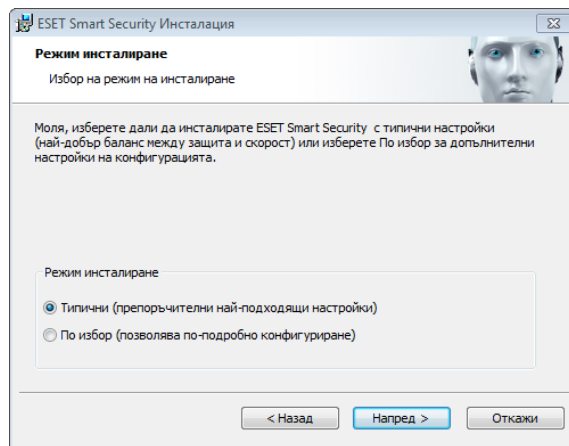 ESET Smart Security Инсталация
Режим инсталиране
Избор на режим на инсталиране
Моля, изберете дали да инсталирате ESET Smart Security с типични настройки
(най-добър баланс между защита и скорост) или изберете По избор за допълнителни
настройки на конфигурацията.
Режим инсталиране
Типични (препоръчителни най-подходящи настройки)
По избор (позволява по-подробно конфигуриране)
< Назад
Напред >
Откажи